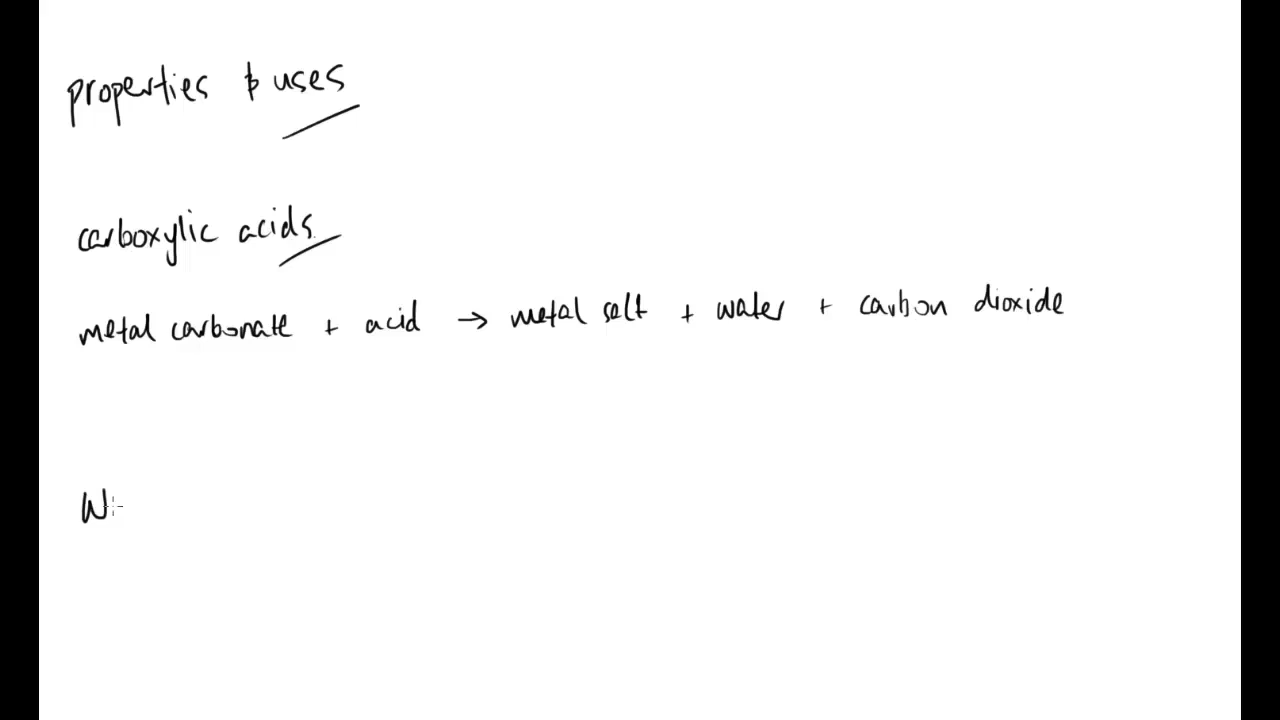 properties & uses
carboxylic acids
metal carbonate + acid → metal salt + water + carbon dioxide